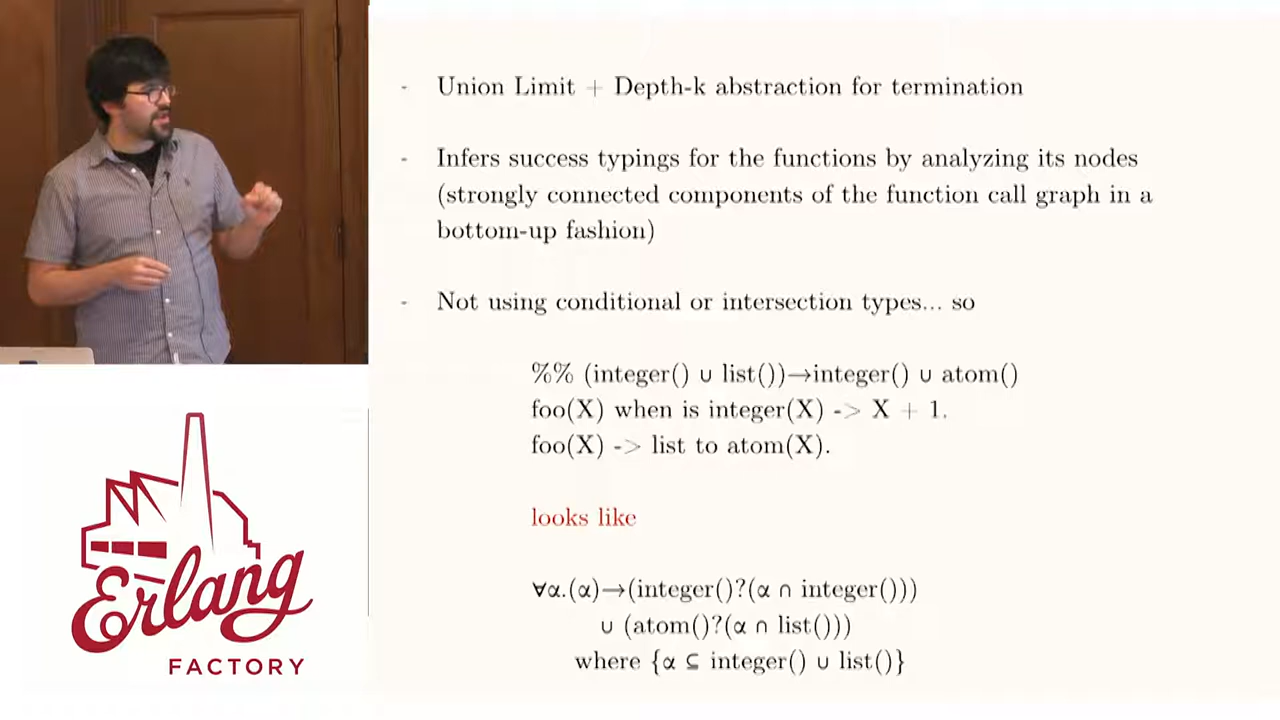 - Union Limit + Depth-k abstraction for termination
- Infers success typings for the functions by analyzing its nodes
(strongly connected components of the function call graph in a
bottom-up fashion)
- Not using conditional or intersection types... so
%% (integer() ∪ list())→integer() ∪ atom()
foo(X) when is integer(X) -> X + 1.
foo(X) -> list to atom(X).
looks like
∀α.(α)→(integer()?(α ∩ integer()))
∪ (atom()?(α ∩ list()))
where {α ⊆ integer() ∪ list()}
Erlang
FACTORY